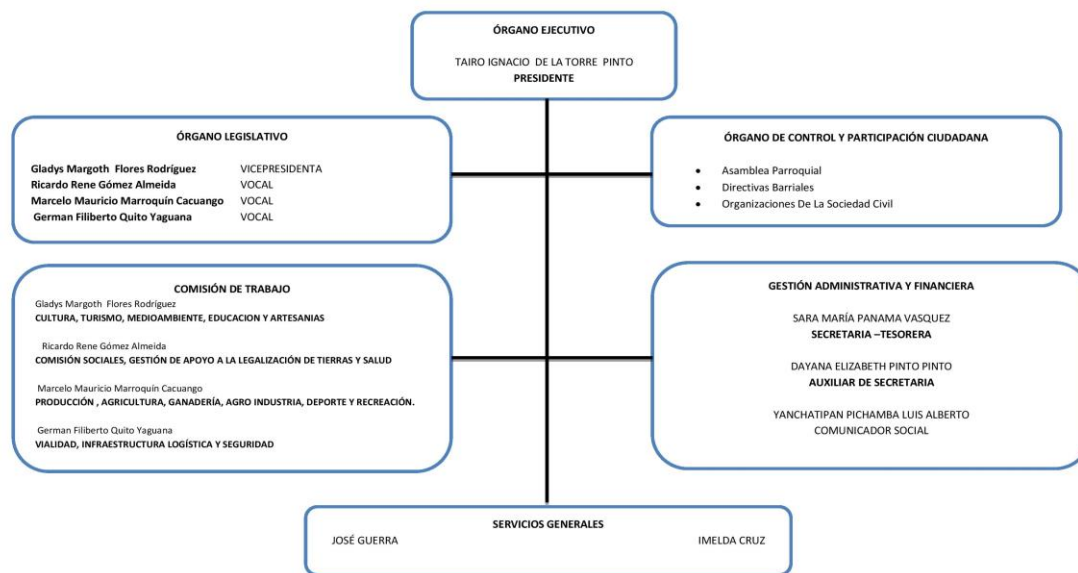 ÓRGANO EJECUTIVO
TAIRO IGNACIO DE LA TORRE PINTO
PRESIDENTE
ÓRGANO LEGISLATIVO
Gladys Margoth Flores Rodríguez VICEPRESIDENTA
Ricardo Rene Gómez Almeida VOCAL
Marcelo Mauricio Marroquín Cacuango VOCAL
German Filiberto Quito Yaguana VOCAL
ÓRGANO DE CONTROL Y PARTICIPACIÓN CIUDADANA
• Asamblea Parroquial
• Directivas Barriales
• Organizaciones De La Sociedad Civil
COMISIÓN DE TRABAJO
Gladys Margoth Flores Rodríguez
CULTURA, TURISMO, MEDIOAMBIENTE, EDUCACION Y ARTESANIAS
Ricardo Rene Gómez Almeida
COMISIÓN SOCIALES, GESTIÓN DE APOYO A LA LEGALIZACIÓN DE TIERRAS Y SALUD
Marcelo Mauricio Marroquín Cacuango
PRODUCCIÓN , AGRICULTURA, GANADERÍA, AGRO INDUSTRIA, DEPORTE Y RECREACIÓN.
German Filiberto Quito Yaguana
VIALIDAD, INFRAESTRUCTURA LOGÍSTICA Y SEGURIDAD
GESTIÓN ADMINISTRATIVA Y FINANCIERA
SARA MARÍA PANAMA VASQUEZ
SECRETARIA –TESORERA
DAYANA ELIZABETH PINTO PINTO
AUXILIAR DE SECRETARIA
YANCHATIPAN PICHAMBA LUIS ALBERTO
COMUNICADOR SOCIAL
SERVICIOS GENERALES
JOSÉ GUERRA IMELDA CRUZ